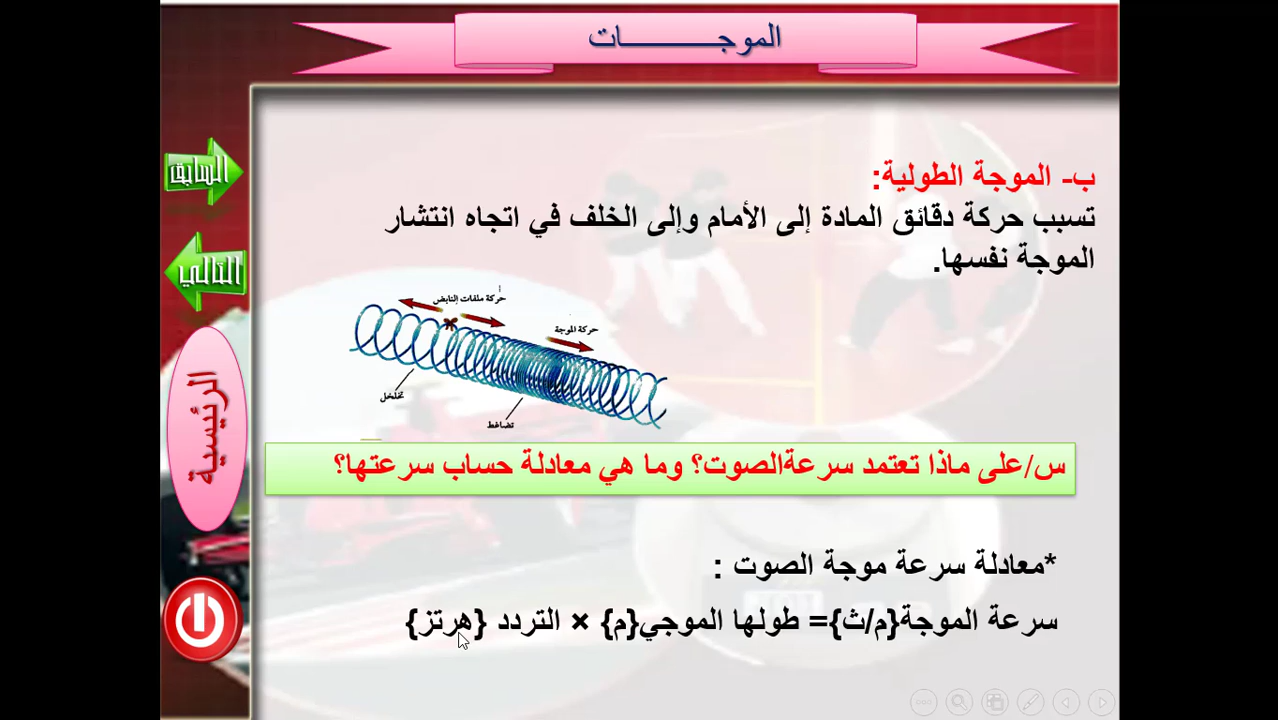 الموجـــــــــــات
السابق
التالي
الرئيسية
ب- الموجة الطولية:
تسبب حركة دقائق المادة إلى الأمام وإلى الخلف في اتجاه انتشار
الموجة نفسها.
حركة ملفات النابض
حركة الموجة
تخلخل
تضاغط
س/على ماذا تعتمد سرعةالصوت؟ وما هي معادلة حساب سرعتها؟
*معادلة سرعة موجة الصوت :
سرعة الموجة{م/ث}= طولها الموجي{م} × التردد {هرتز}